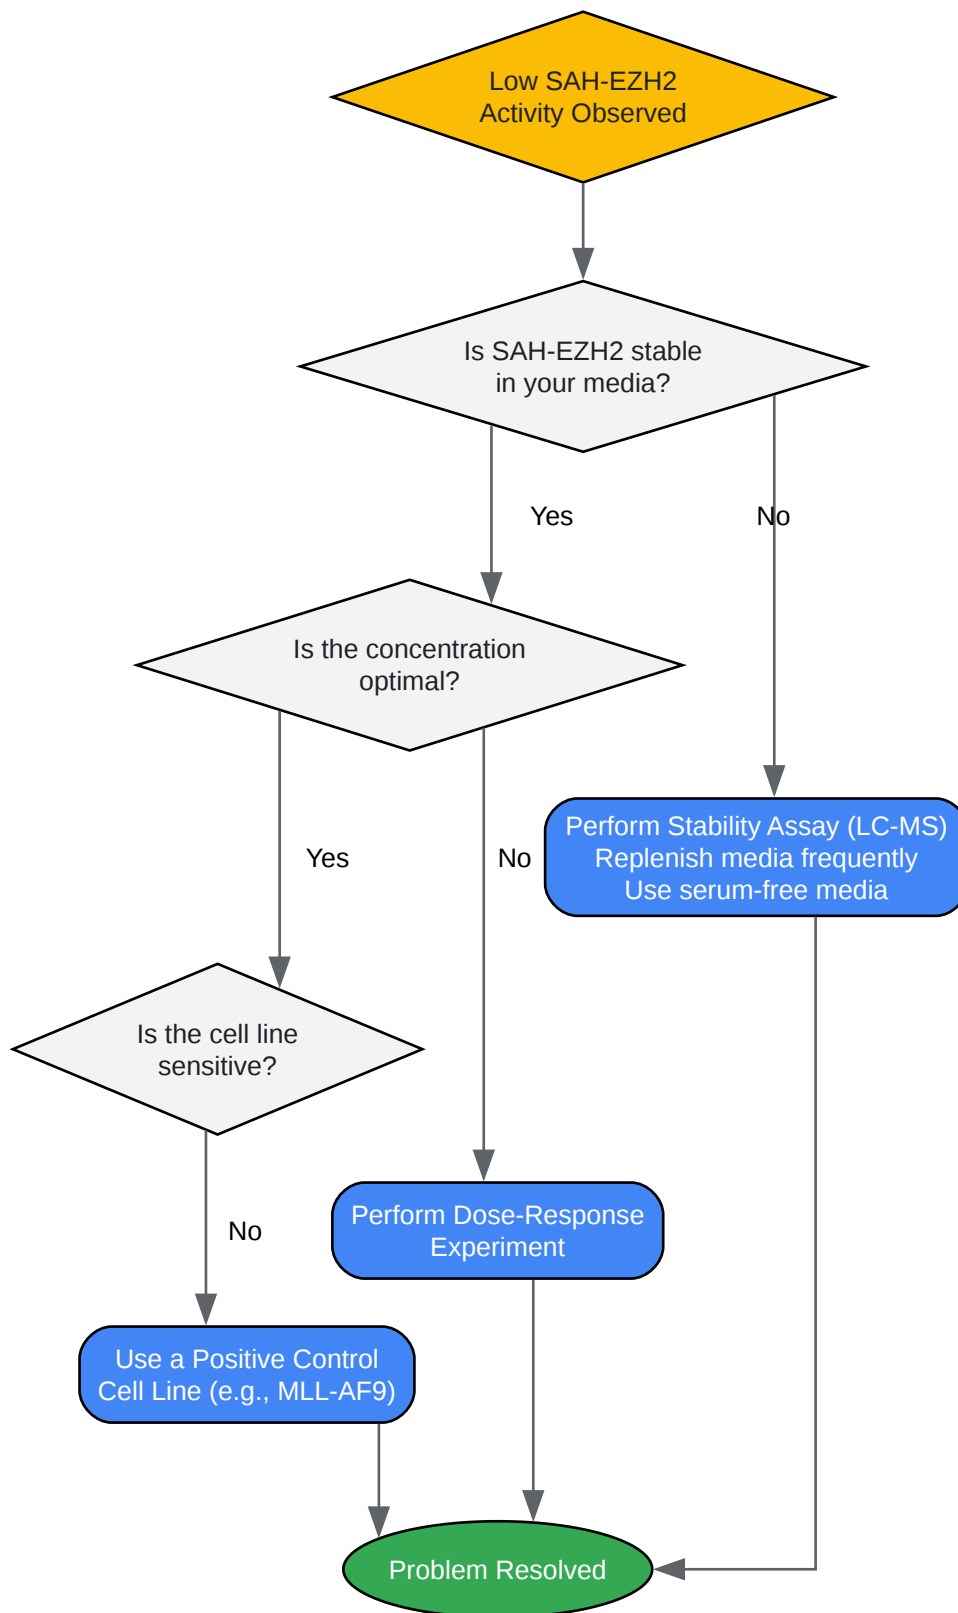 Low SAH-EZH2
Activity Observed
Is SAH-EZH2 stable
in your media?
Yes
No
Is the concentration
optimal?
Yes
No
Perform Stability Assay (LC-MS)
Replenish media frequently
Use serum-free media
Is the cell line
sensitive?
No
Perform Dose-Response
Experiment
Use a Positive Control
Cell Line (e.g., MLL-AF9)
Problem Resolved